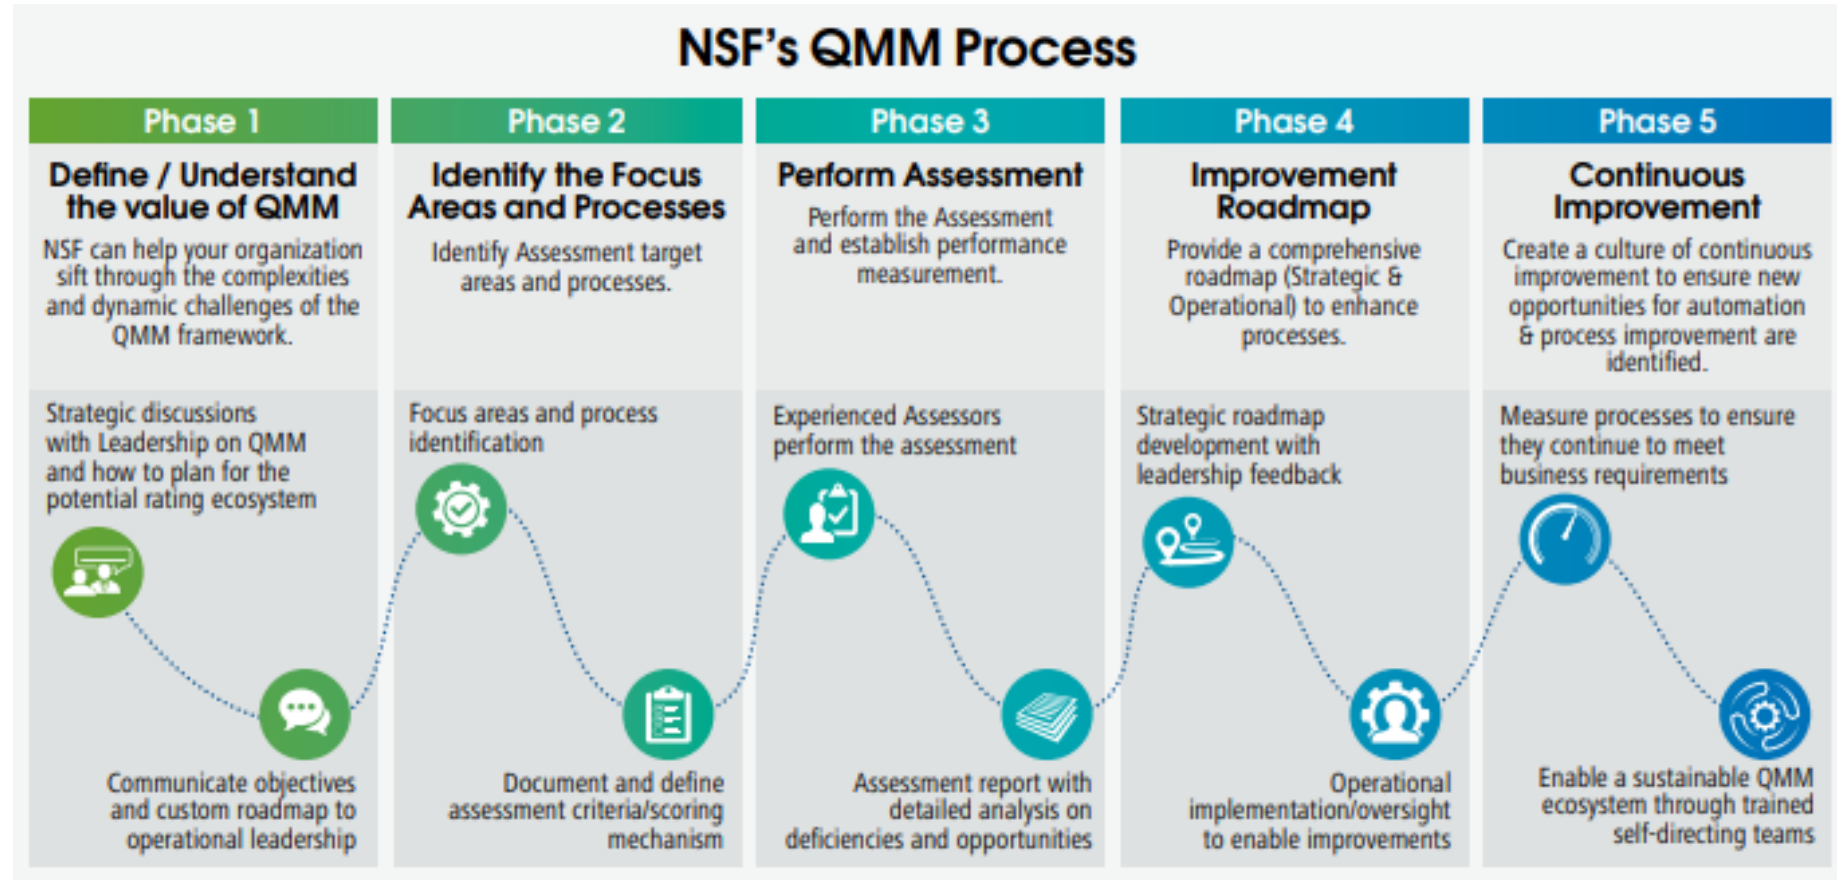 NSF's QMM Process
Phase 1
Define / Understand
the value of QMM
NSF can help your organization
sift through the complexities
and dynamic challenges of the
QMM framework.
Strategic discussions
with Leadership on QMM
and how to plan for the
potential rating ecosystem
Communicate objectives
and custom roadmap to
operational leadership
Phase 2
Identify the Focus
Areas and Processes
Identify Assessment target
areas and processes.
Focus areas and process
identification
Document and define
assessment criteria/scoring
mechanism
Phase 3
Perform Assessment
Perform the Assessment
and establish performance
measurement.
Experienced Assessors
perform the assessment
Assessment report with
detailed analysis on
deficiencies and opportunities
Phase 4
Improvement
Roadmap
Provide a comprehensive
roadmap (Strategic &
Operational) to enhance
processes.
Strategic roadmap
development with
leadership feedback
Operational
implementation/oversight
to enable improvements
Phase 5
Continuous
Improvement
Create a culture of continuous
improvement to ensure new
opportunities for automation
& process improvement are
identified.
Measure processes to ensure
they continue to meet
business requirements
Enable a sustainable QMM
ecosystem through trained
self-directing teams